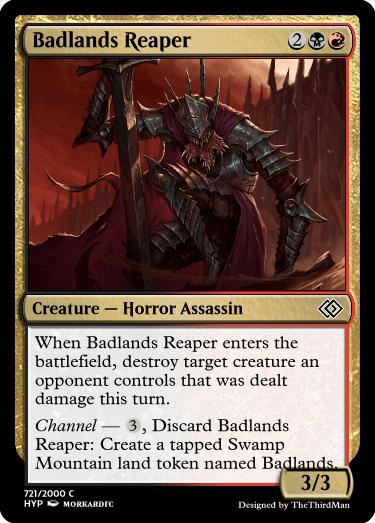 Badlands Reaper 2
Creature — Horror Assassin
When Badlands Reaper enters the
battlefield, destroy target creature an
opponent controls that was dealt
damage this turn.
Channel — 3, Discard Badlands
Reaper: Create a tapped Swamp
Mountain land token named Badlands.
3/3
721/2000 C
HYP MORKARDFC
Designed by TheThirdMan